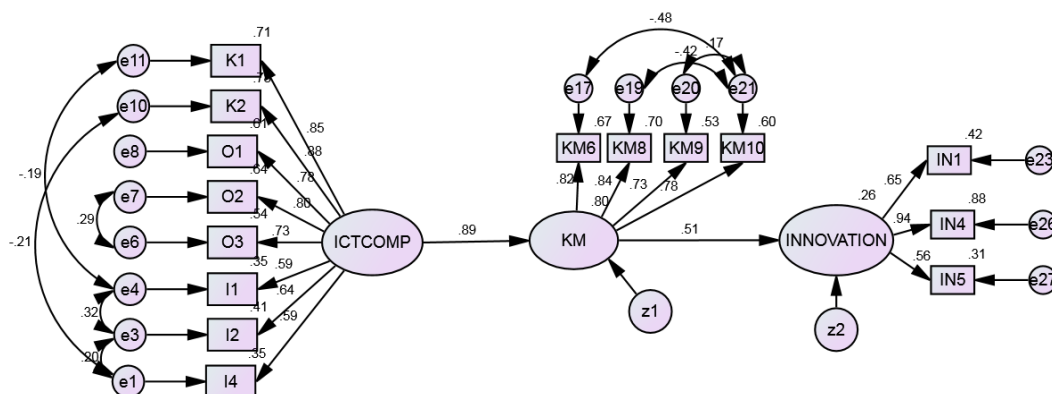 -.48
.17
-.42
.71
e11
K1
e17
e19
e20
e21
e10
K2
.67
.70
.53
.60
.61
KM6
KM8
KM9
KM10
.42
e8
O1
.85
.88
IN1
e23
-.19
.64
.78
.82
.84
.73
.78
.65
e7
O2
.80
.80
.26
.88
.29
.54
.94
IN4
e26
-.21
e6
O3
.73
ICTCOMP
.89
KM
.51
INNOVATION
.35
.59
.56
.31
e4
I1
.64
IN5
e27
.32
.41
.59
z1
e3
I2
z2
.20
.35
e1
I4